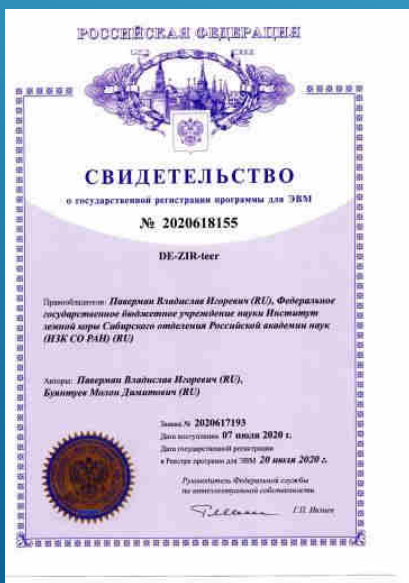 РОССИЙСКАЯ ФЕДЕРАЦИЯ
СВИДЕТЕЛЬСТВО
о государственной регистрации программы для ЭВМ
№ 2020618155
DE-ZIR-teer
Правообладатели: Паверман Владислав Игоревич (RU), Федеральное
государственное бюджетное учреждение науки Институт
земной коры Сибирского отделения Российской академии наук
(ИЗК СО РАН) (RU)
Авторы: Паверман Владислав Игоревич (RU),
Буянтуев Молон Димитович (RU)
Заявка № 2020617193
Дата поступления 07 июля 2020 г.
Дата государственной регистрации
в Реестре программ для ЭВМ 20 июля 2020 г.
Руководитель Федеральной службы
по интеллектуальной собственности
Г.П. Ивлиев